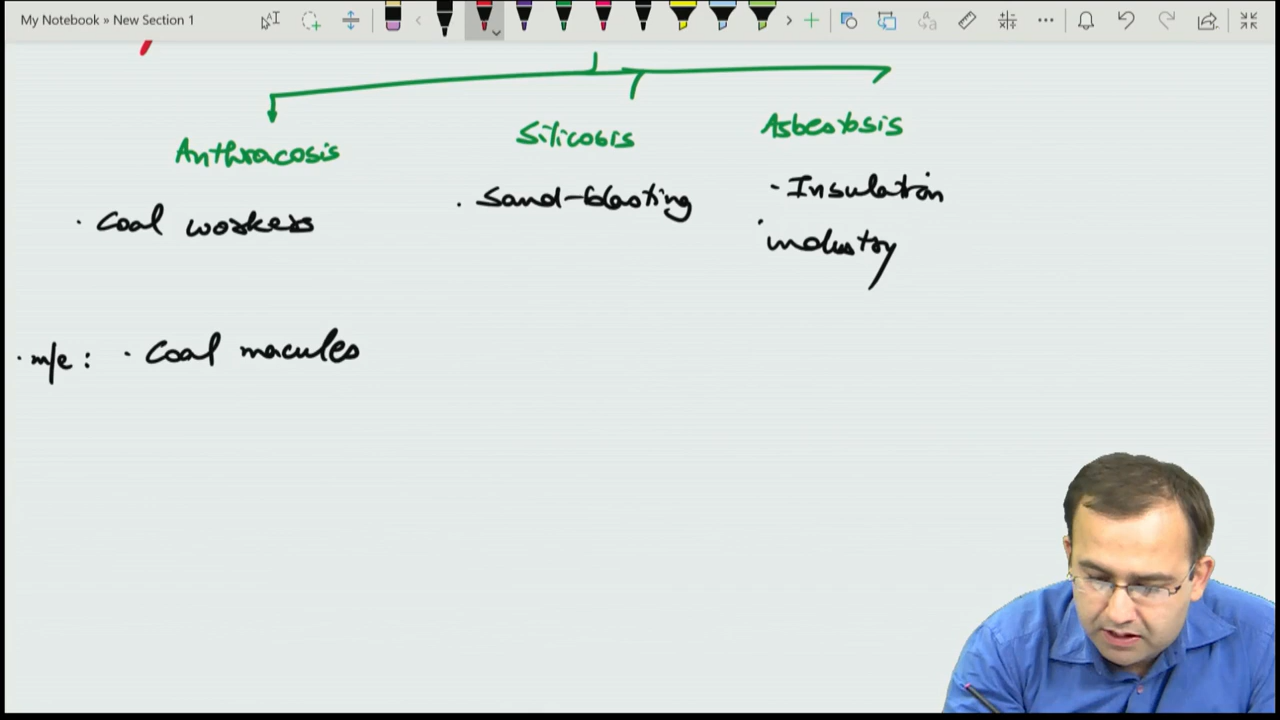 My Notebook » New Section 1
Anthracosis
Silicosis
Asbestosis
· Coal workers
· Sand-blasting
· Insulation
industry
· m/e : · Coal macules